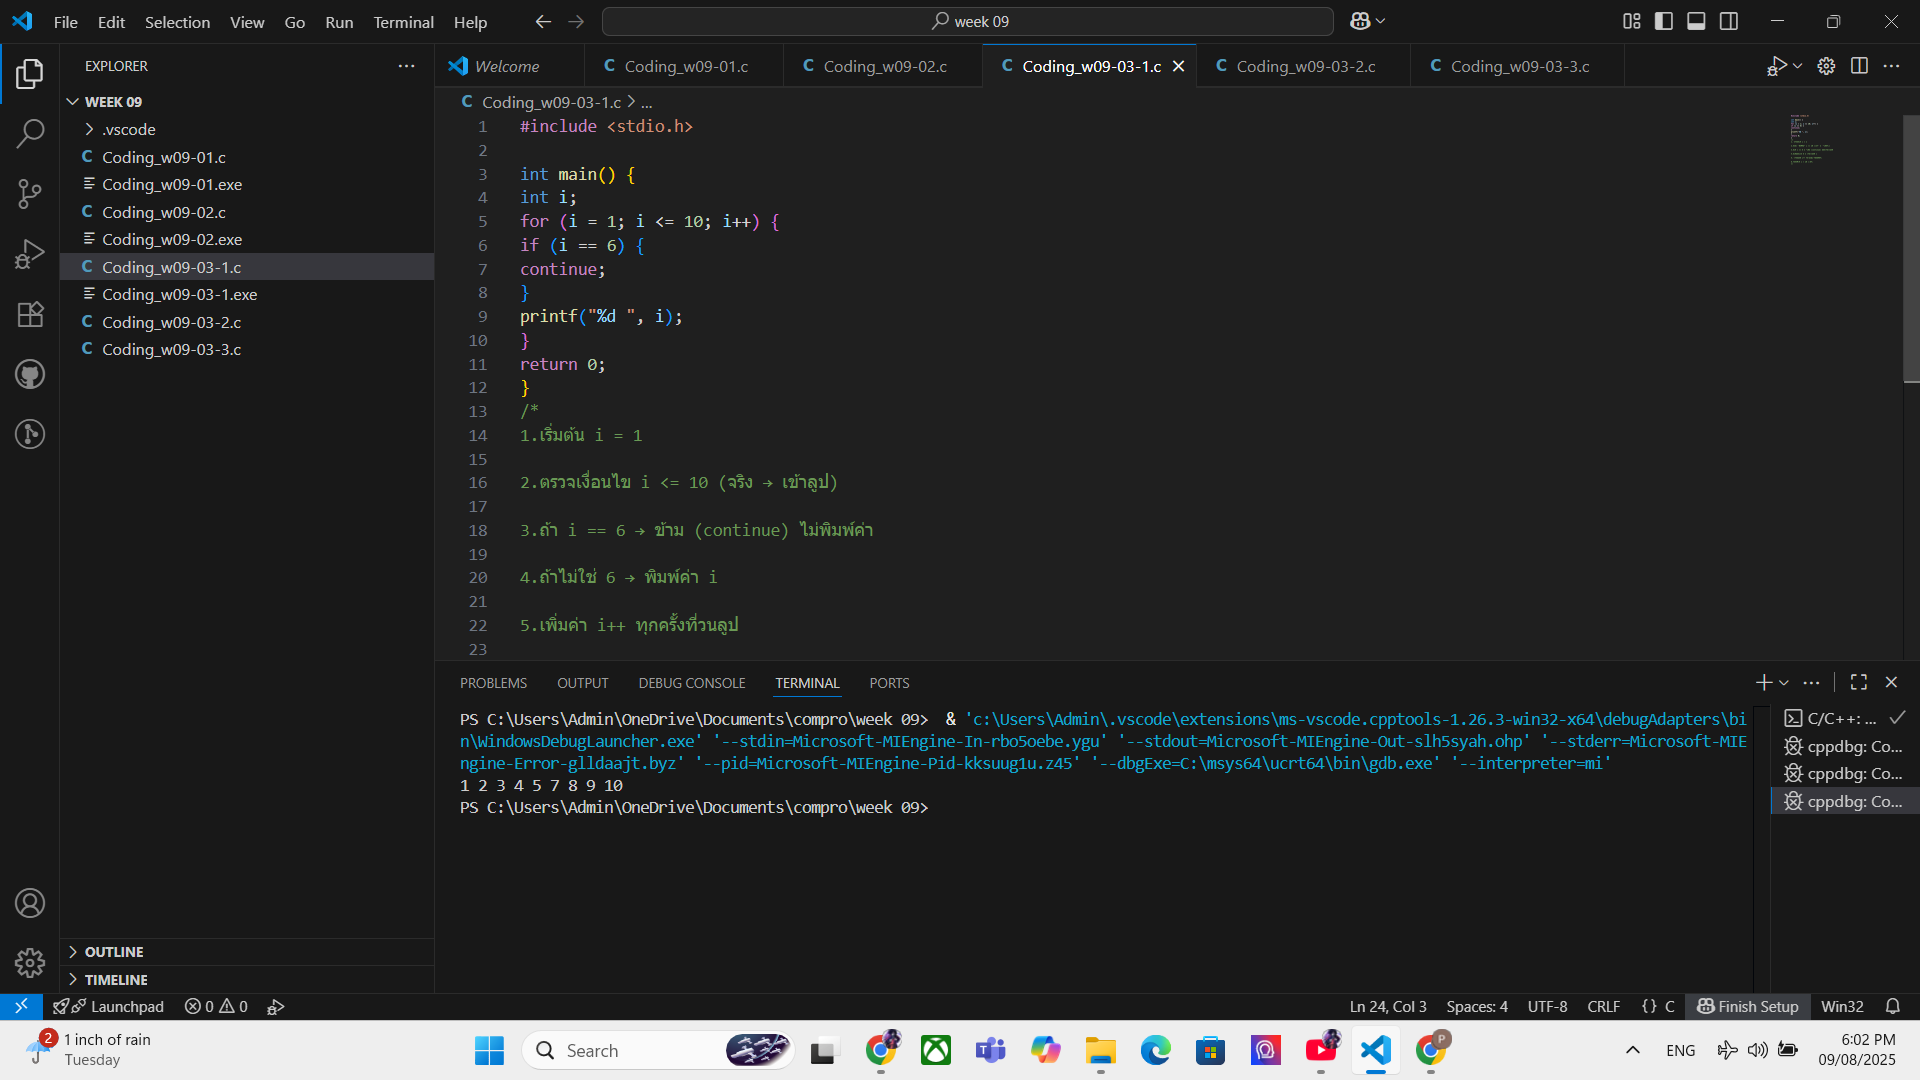 File Edit Selection View Go Run Terminal Help
week 09
EXPLORER
WEEK 09
.vscode
Coding_w09-01.c
Coding_w09-01.exe
Coding_w09-02.c
Coding_w09-02.exe
Coding_w09-03-1.c
Coding_w09-03-1.exe
Coding_w09-03-2.c
Coding_w09-03-3.c
OUTLINE
TIMELINE
Welcome Coding_w09-01.c Coding_w09-02.c Coding_w09-03-1.c Coding_w09-03-2.c Coding_w09-03-3.c
Coding_w09-03-1.c > ...
1 #include <stdio.h>
2
3 int main() {
4 int i;
5 for (i = 1; i <= 10; i++) {
6 if (i == 6) {
7 continue;
8 }
9 printf("%d ", i);
10 }
11 return 0;
12 }
13 /*
14 1.เริ่มต้น i = 1
15
16 2.ตรวจเงื่อนไข i <= 10 (จริง → เข้าลูป)
17
18 3.ถ้า i == 6 → ข้าม (continue) ไม่พิมพ์ค่า
19
20 4.ถ้าไม่ใช่ 6 → พิมพ์ค่า i
21
22 5.เพิ่มค่า i++ ทุกครั้งที่วนลูป
23
PROBLEMS OUTPUT DEBUG CONSOLE TERMINAL PORTS
PS C:\Users\Admin\OneDrive\Documents\compro\week 09>  & 'c:\Users\Admin\.vscode\extensions\ms-vscode.cpptools-1.26.3-win32-x64\debugAdapters\bi
n\WindowsDebugLauncher.exe' '--stdin=Microsoft-MIEngine-In-rbo5oebe.ygu' '--stdout=Microsoft-MIEngine-Out-slh5syah.ohp' '--stderr=Microsoft-MIE
ngine-Error-glldaajt.byz' '--pid=Microsoft-MIEngine-Pid-kksuug1u.z45' '--dbgExe=C:\msys64\ucrt64\bin\gdb.exe' '--interpreter=mi'
1 2 3 4 5 7 8 9 10
PS C:\Users\Admin\OneDrive\Documents\compro\week 09>
C/C++: ...
cppdbg: Co...
cppdbg: Co...
cppdbg: Co...
Launchpad 0 0 Ln 24, Col 3 Spaces: 4 UTF-8 CRLF {} C Finish Setup Win32
2
1 inch of rain
Tuesday
Search
P
ENG
6:02 PM
09/08/2025